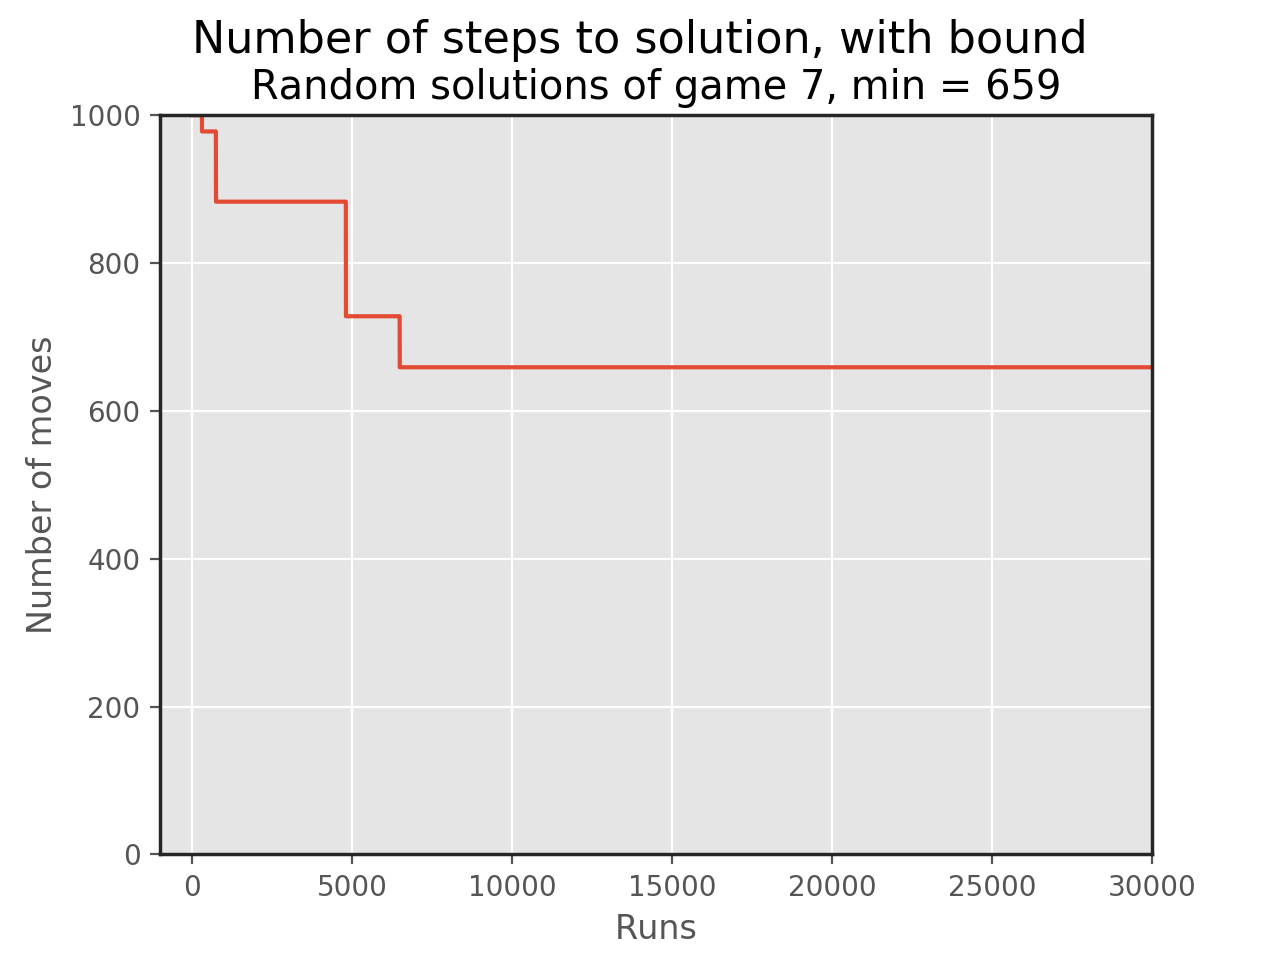 Number of steps to solution, with bound
Random solutions of game 7, min = 659
1000
800
600
400
200
0
Number of moves
0 5000 10000 15000 20000 25000 30000
Runs